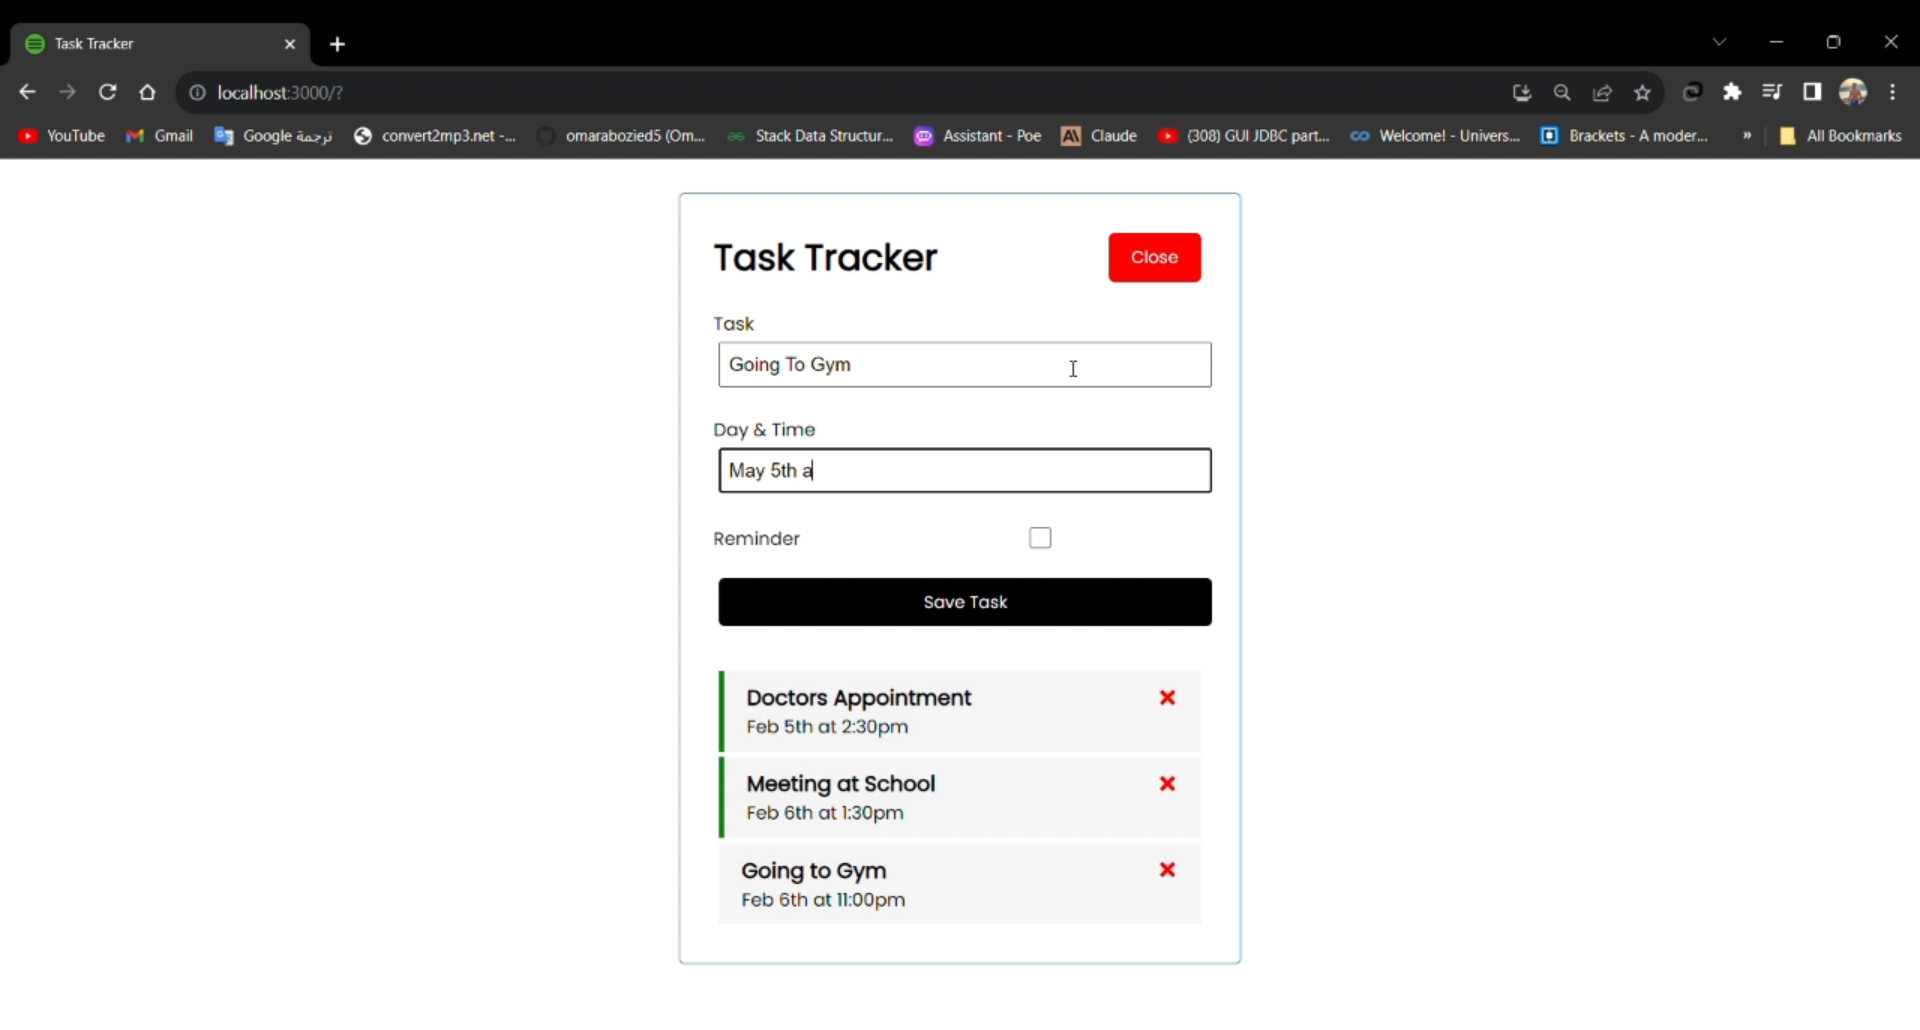 Task Tracker
localhost:3000/?
YouTube
Gmail
Google ترجمة
convert2mp3.net -...
omarabozied5 (Om...
Stack Data Structur...
Assistant - Poe
Claude
(308) GUI JDBC part...
Welcome! - Univers...
Brackets - A moder...
»
All Bookmarks
Task Tracker
Close
Task
Going To Gym
Day & Time
May 5th a
Reminder
Save Task
Doctors Appointment
Feb 5th at 2:30pm
Meeting at School
Feb 6th at 1:30pm
Going to Gym
Feb 6th at 11:00pm